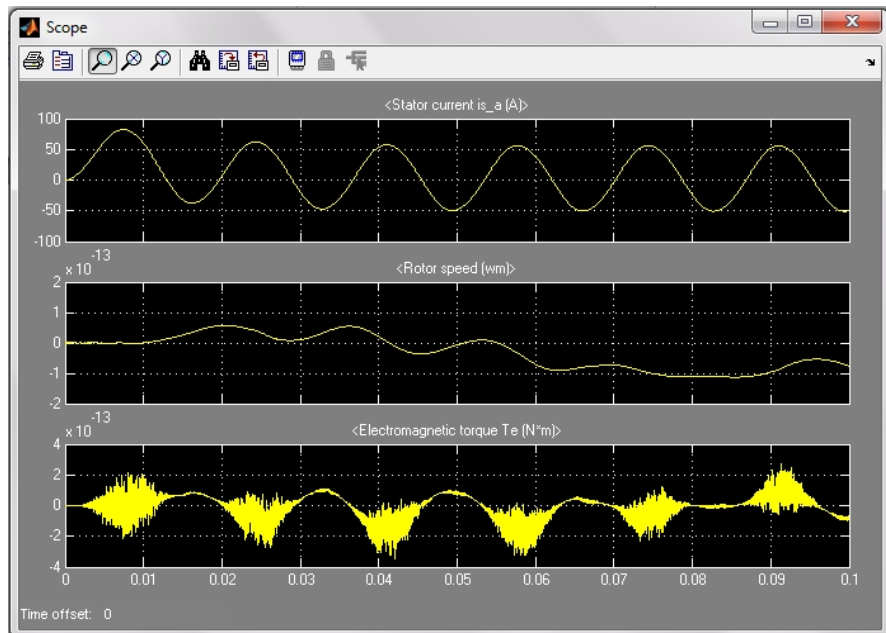 Scope
<Stator current is_a (A)>
100
50
0
-50
-100
x 10
-13
<Rotor speed (wm)>
2
1
0
-1
-2
x 10
-13
<Electromagnetic torque Te (N*m)>
4
2
0
-2
-4
0 0.01 0.02 0.03 0.04 0.05 0.06 0.07 0.08 0.09 0.1
Time offset: 0